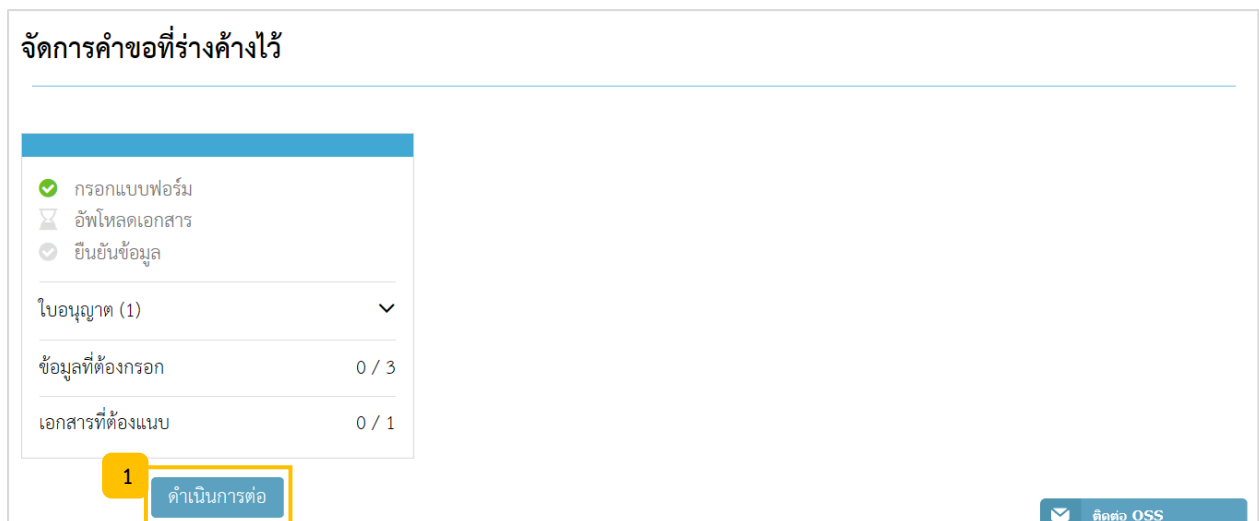 จัดการคำขอที่ร่างค้างไว้
กรอกแบบฟอร์ม
อัพโหลดเอกสาร
ยืนยันข้อมูล
ใบอนุญาต (1)
ข้อมูลที่ต้องกรอก 0 / 3
เอกสารที่ต้องแนบ 0 / 1
1
ดำเนินการต่อ
ติดต่อ OSS